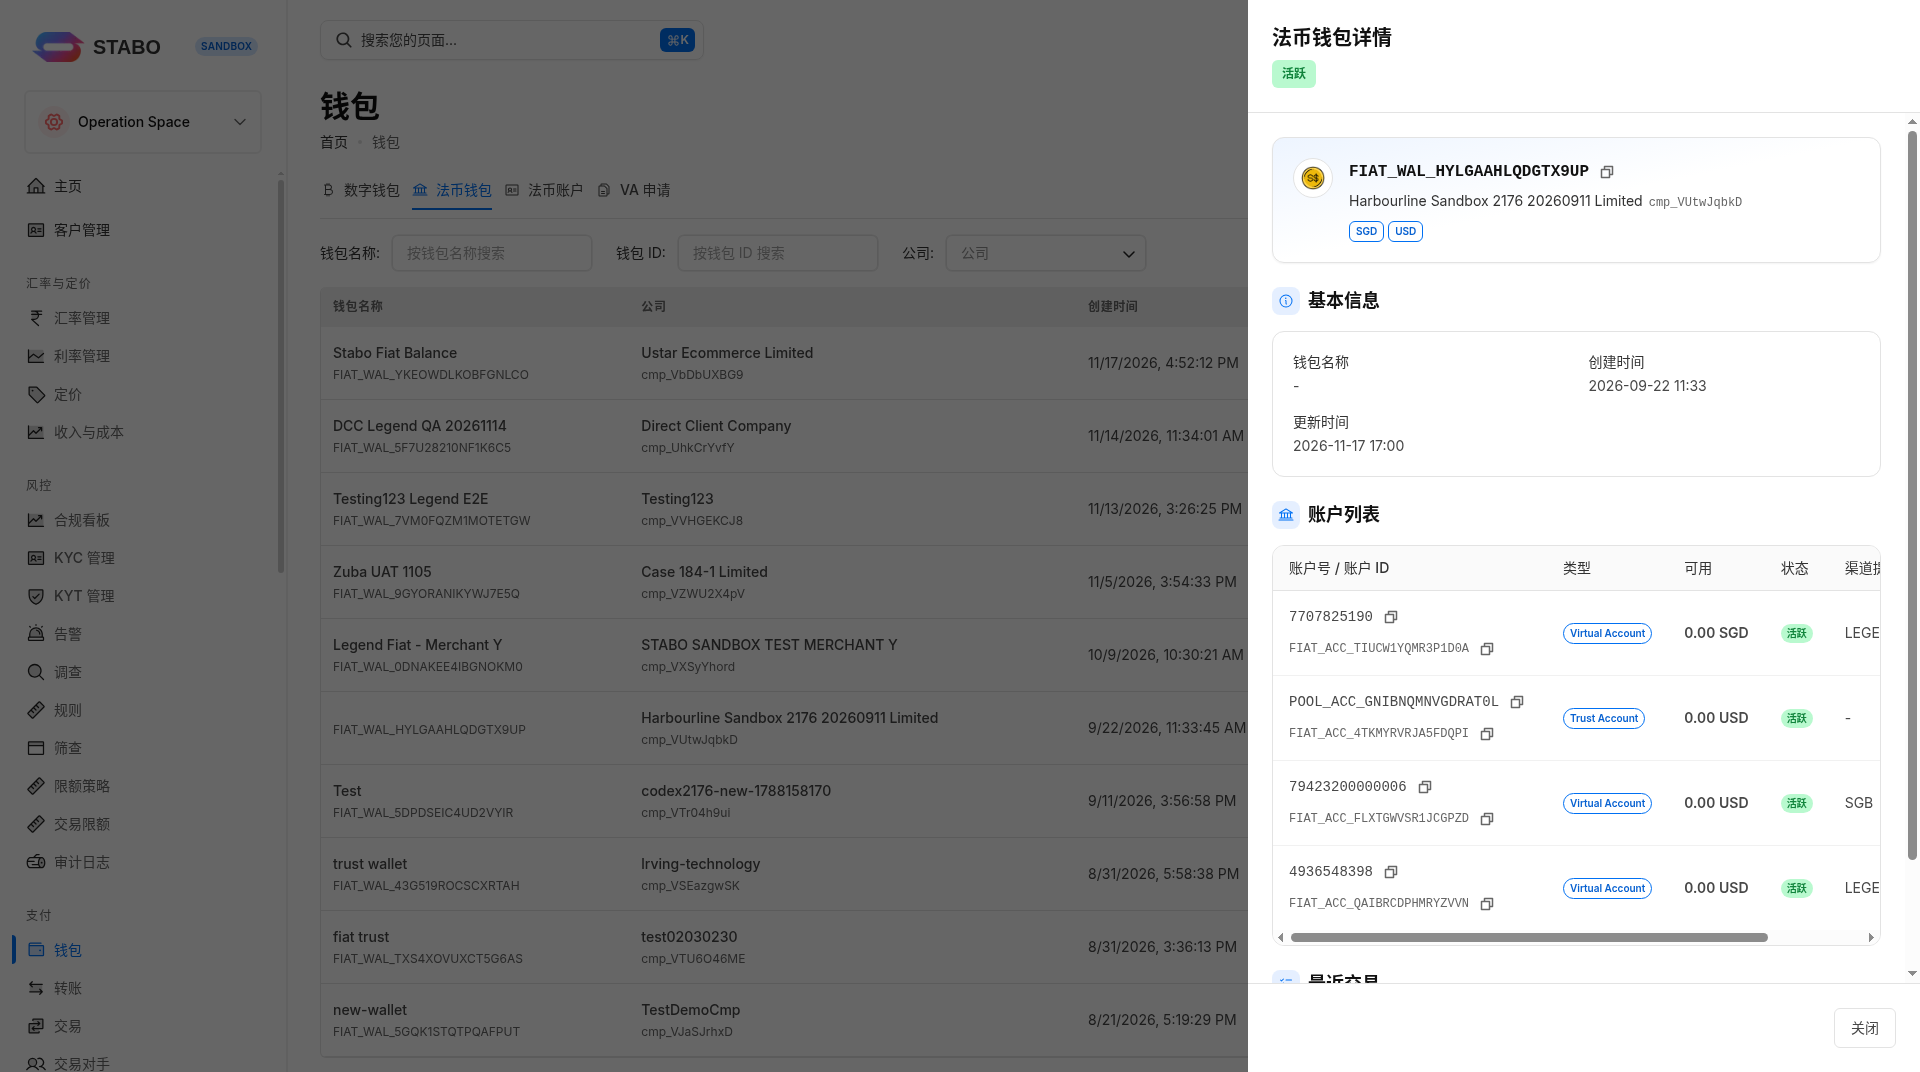 STABO
SANDBOX
Operation Space
主页
客户管理
汇率与定价
汇率管理
利率管理
定价
收入与成本
风控
合规看板
KYC 管理
KYT 管理
告警
调查
规则
筛查
限额策略
交易限额
审计日志
支付
钱包
转账
交易
交易对手
搜索您的页面...
⌘K
钱包
首页 • 钱包
数字钱包
法币钱包
法币账户
VA 申请
钱包名称:
按钱包名称搜索
钱包 ID:
按钱包 ID 搜索
公司:
公司
钱包名称 公司 创建时间
Stabo Fiat Balance Ustar Ecommerce Limited 11/17/2026, 4:52:12 PM
FIAT_WAL_YKEOWDLKOBFGNLCO cmp_VbDbUXBG9
DCC Legend QA 20261114 Direct Client Company 11/14/2026, 11:34:01 AM
FIAT_WAL_5F7U28210NF1K6C5 cmp_UhkCrYvfY
Testing123 Legend E2E Testing123 11/13/2026, 3:26:25 PM
FIAT_WAL_7VM0FQZM1MOTETGW cmp_VVHGEKCJ8
Zuba UAT 1105 Case 184-1 Limited 11/5/2026, 3:54:33 PM
FIAT_WAL_9GYORANIKYWJ7E5Q cmp_VZWU2X4pV
Legend Fiat - Merchant Y STABO SANDBOX TEST MERCHANT Y 10/9/2026, 10:30:21 AM
FIAT_WAL_0DNAKEE4IBGNOKM0 cmp_VXSyYhord
Harbourline Sandbox 2176 20260911 Limited
FIAT_WAL_HYLGAAHLQDGTX9UP 9/22/2026, 11:33:45 AM
cmp_VUtwJqbkD
Test codex2176-new-1788158170 9/11/2026, 3:56:58 PM
FIAT_WAL_5DPDSEIC4UD2VYIR cmp_VTr04h9ui
trust wallet Irving-technology 8/31/2026, 5:58:38 PM
FIAT_WAL_43G519ROCSCXRTAH cmp_VSEazgwSK
fiat trust test02030230 8/31/2026, 3:36:13 PM
FIAT_WAL_TXS4XOVUXCT5G6AS cmp_VTU6O46ME
new-wallet TestDemoCmp 8/21/2026, 5:19:29 PM
FIAT_WAL_5GQK1STQTPQAFPUT cmp_VJaSJrhxD
法币钱包详情
活跃
S$
FIAT_WAL_HYLGAAHLQDGTX9UP
Harbourline Sandbox 2176 20260911 Limited cmp_VUtwJqbkD
SGD USD
基本信息
钱包名称 创建时间
- 2026-09-22 11:33
更新时间
2026-11-17 17:00
账户列表
账户号 / 账户 ID 类型 可用 状态 渠道
7707825190
FIAT_ACC_TIUCW1YQMR3P1D0A Virtual Account 0.00 SGD 活跃 LEGE
POOL_ACC_GNIBNQMNVGDRAT0L
FIAT_ACC_4TKMYRVRJA5FDQPI Trust Account 0.00 USD 活跃 -
79423200000006
FIAT_ACC_FLXTGWVSR1JCGPZD Virtual Account 0.00 USD 活跃 SGB
4936548398
FIAT_ACC_QAIBRCDPHMRYZVVN Virtual Account 0.00 USD 活跃 LEGE
最近交易
关闭